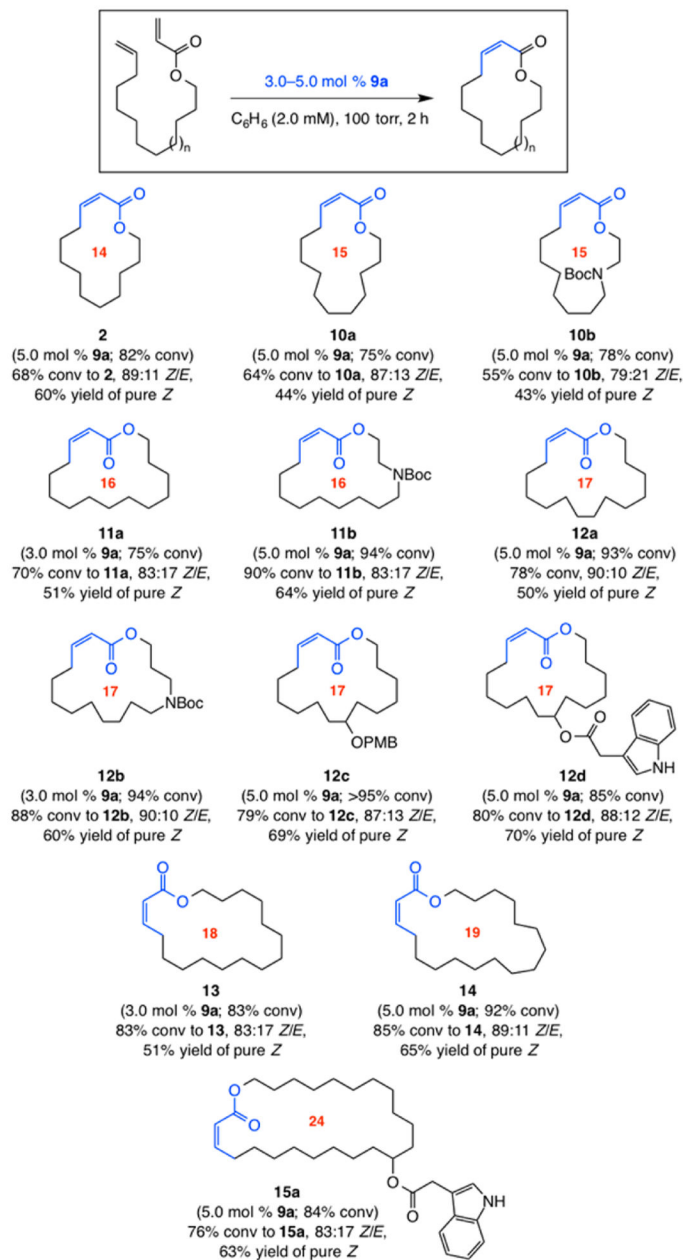 O
O
O
( )n
3.0–5.0 mol % 9a
C6H6 (2.0 mM), 100 torr, 2 h
O
O
( )n
O
O
14
2
(5.0 mol % 9a; 82% conv)
68% conv to 2, 89:11 Z/E,
60% yield of pure Z
O
O
15
10a
(5.0 mol % 9a; 75% conv)
64% conv to 10a, 87:13 Z/E,
44% yield of pure Z
O
O
15
BocN
10b
(5.0 mol % 9a; 78% conv)
55% conv to 10b, 79:21 Z/E,
43% yield of pure Z
O
O
16
11a
(3.0 mol % 9a; 75% conv)
70% conv to 11a, 83:17 Z/E,
51% yield of pure Z
O
O
16
NBoc
11b
(5.0 mol % 9a; 94% conv)
90% conv to 11b, 83:17 Z/E,
64% yield of pure Z
O
O
17
12a
(5.0 mol % 9a; 93% conv)
78% conv, 90:10 Z/E,
50% yield of pure Z
O
O
17
NBoc
12b
(3.0 mol % 9a; 94% conv)
88% conv to 12b, 90:10 Z/E,
60% yield of pure Z
O
O
17
OPMB
12c
(5.0 mol % 9a; >95% conv)
79% conv to 12c, 87:13 Z/E,
69% yield of pure Z
O
O
17
O
O
NH
12d
(5.0 mol % 9a; 85% conv)
80% conv to 12d, 88:12 Z/E,
70% yield of pure Z
O
O
18
13
(3.0 mol % 9a; 83% conv)
83% conv to 13, 83:17 Z/E,
51% yield of pure Z
O
O
19
14
(5.0 mol % 9a; 92% conv)
85% conv to 14, 89:11 Z/E,
65% yield of pure Z
O
O
24
O
O
NH
15a
(5.0 mol % 9a; 84% conv)
76% conv to 15a, 83:17 Z/E,
63% yield of pure Z